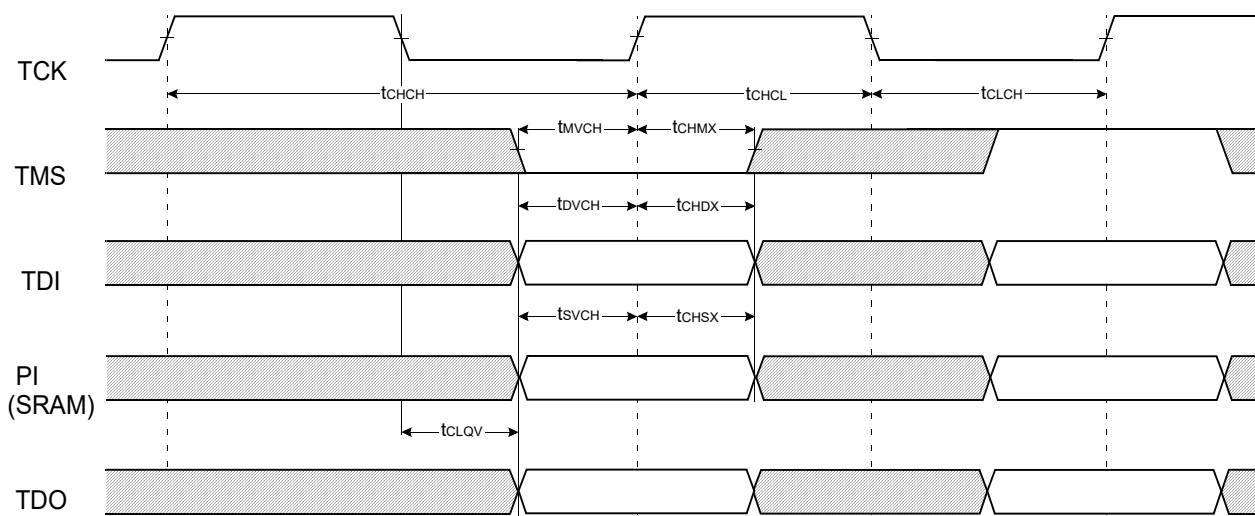 TCK
tCHCH
tCHCL
tCLCH
tMVCH
tCHMX
TMS
tDVCH
tCHDX
TDI
tSVCH
tCHSX
PI
(SRAM)
tCLQV
TDO